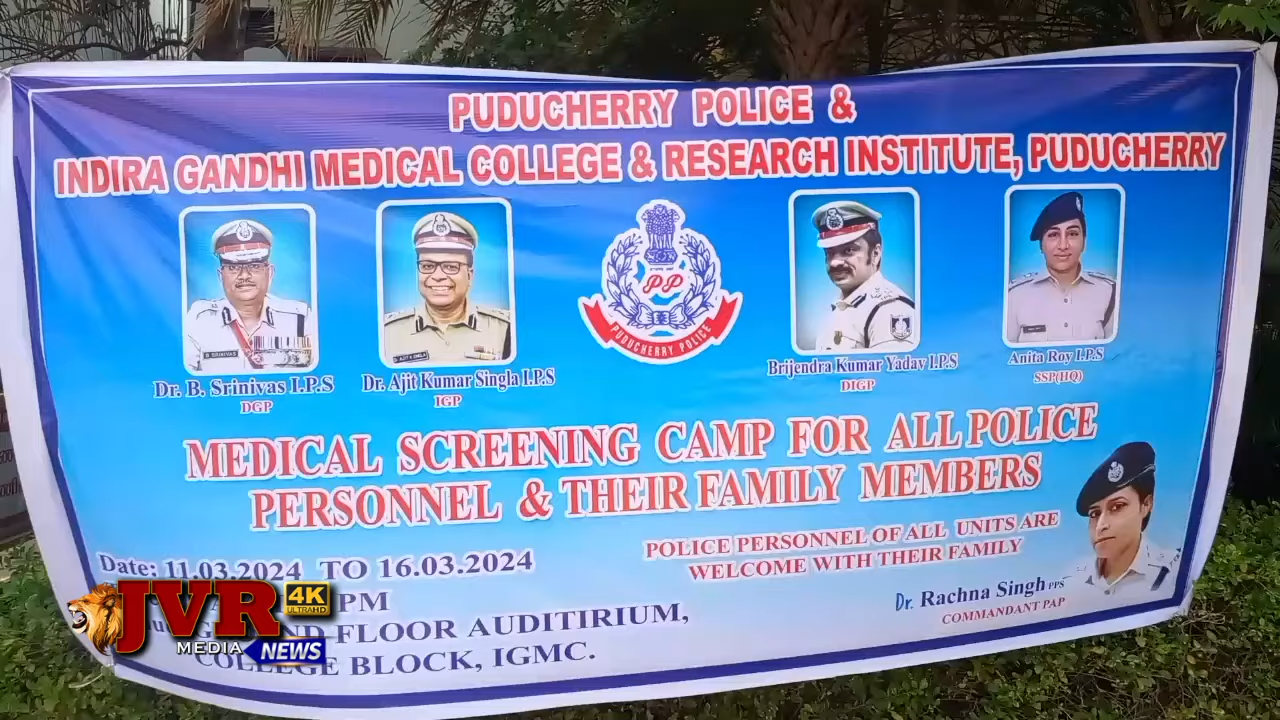 PUDUCHERRY POLICE &
INDIRA GANDHI MEDICAL COLLEGE & RESEARCH INSTITUTE, PUDUCHERRY
PP
PUDUCHERRY POLICE
B SRINIVAS
Dr. B. Srinivas I.P.S
DGP
Dr. Ajit Kumar Singla I.P.S
IGP
Brijendra Kumar Yadav I.P.S
DIGP
Anita Roy I.P.S
SSP(HQ)
MEDICAL SCREENING CAMP FOR ALL POLICE
PERSONNEL & THEIR FAMILY MEMBERS
Date: 11.03.2024 TO 16.03.2024
PM
FLOOR AUDITIRIUM,
COLLEGE BLOCK, IGMC.
POLICE PERSONNEL OF ALL UNITS ARE
WELCOME WITH THEIR FAMILY
Dr. Rachna Singh PPS
COMMANDANT PAP
JVR
MEDIA NEWS
4K
ULTRA HD